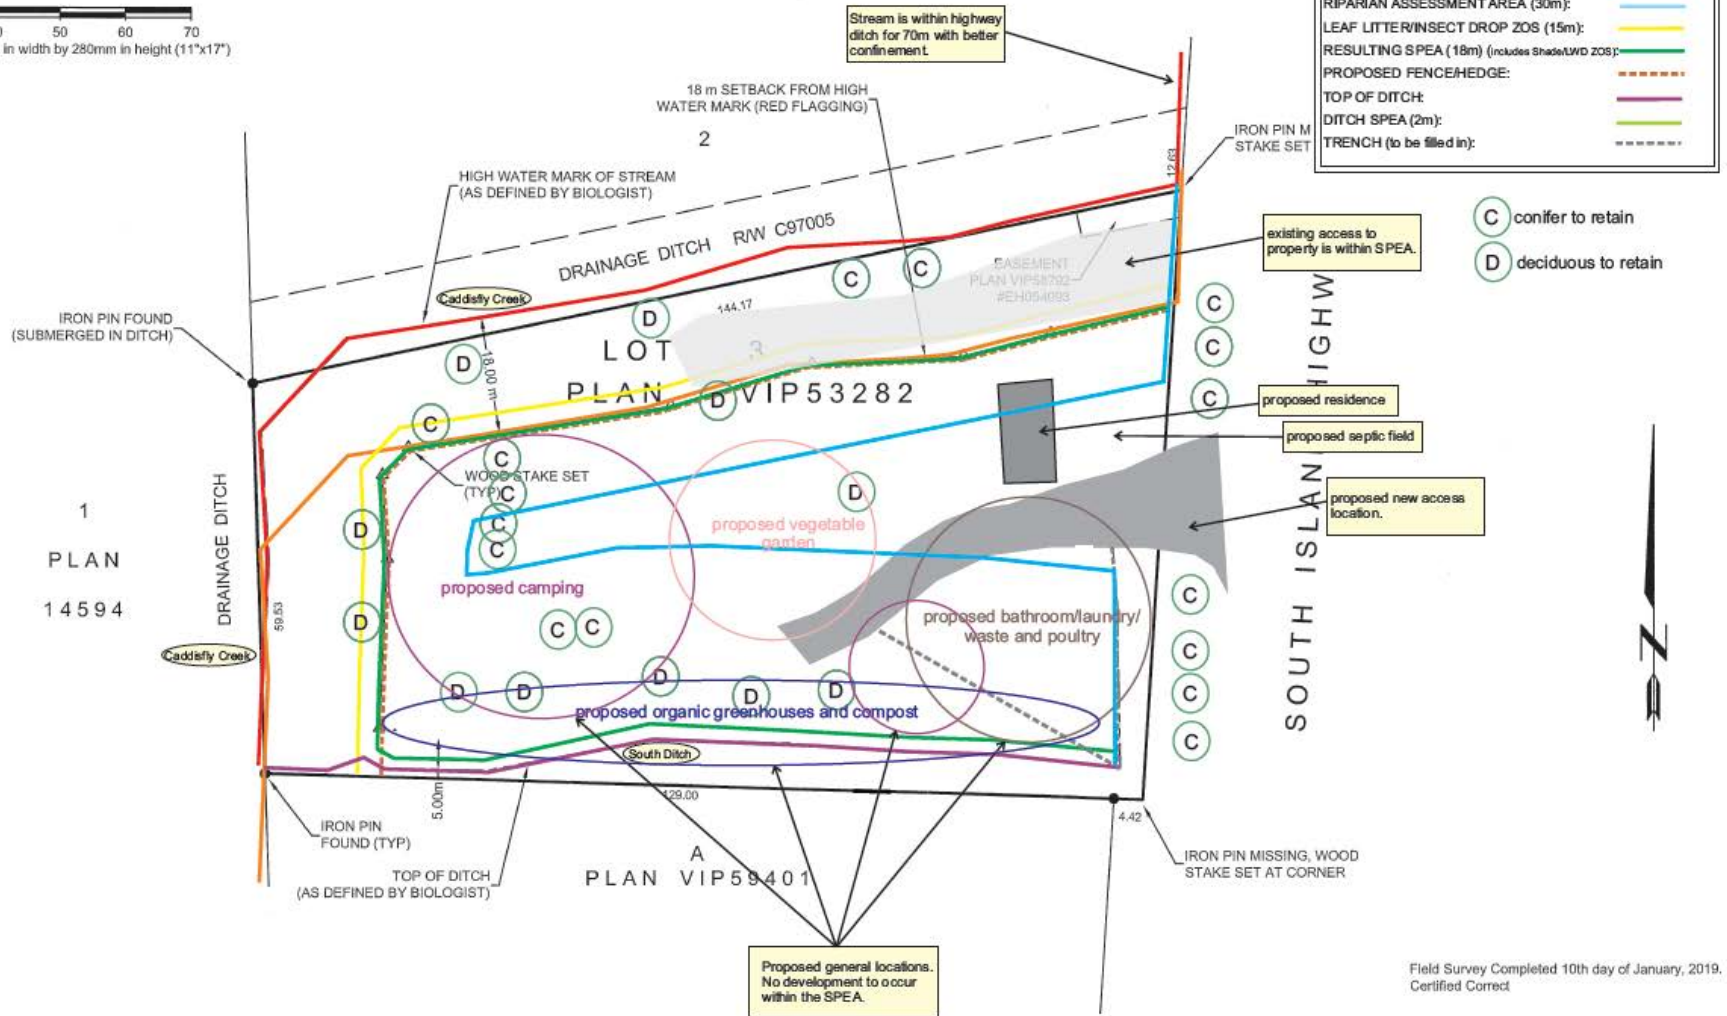 50
60
70
in width by 280mm in height (11"x17")
Stream is within highway
ditch for 70m with better
confinement.
RIPARIAN ASSESSMENT AREA (30m):
LEAF LITTER/INSECT DROP ZOS (15m):
RESULTING SPEA (18m) (includes Shade/LWD ZOS):
PROPOSED FENCE/HEDGE:
TOP OF DITCH:
DITCH SPEA (2m):
TRENCH (to be filled in):
18 m SETBACK FROM HIGH
WATER MARK (RED FLAGGING)
2
IRON PIN M
STAKE SET
12.63
HIGH WATER MARK OF STREAM
(AS DEFINED BY BIOLOGIST)
C conifer to retain
D deciduous to retain
DRAINAGE DITCH R/W C97005
existing access to
property is within SPEA.
EASEMENT
PLAN VIP58792
#EH054093
Caddisfly Creek
144.17
IRON PIN FOUND
(SUBMERGED IN DITCH)
C
C
D
D
C
C
C
LOT 3
PLAN VIP53282
18.00 m
D
C
proposed residence
proposed septic field
SOUTH ISLAND HIGHW
WOOD STAKE SET
(TYP)
C
C
C
C
D
proposed new access
location.
proposed vegetable
garden
1
PLAN
14594
DRAINAGE DITCH
59.53
D
D
proposed camping
C
C
proposed bathroom/laundry/
waste and poultry
C
C
C
C
N
Caddisfly Creek
D
D
D
D
D
proposed organic greenhouses and compost
South Ditch
5.00m
129.00
4.42
IRON PIN
FOUND (TYP)
TOP OF DITCH
(AS DEFINED BY BIOLOGIST)
A
PLAN VIP59401
IRON PIN MISSING, WOOD
STAKE SET AT CORNER
Proposed general locations.
No development to occur
within the SPEA.
Field Survey Completed 10th day of January, 2019.
Certified Correct